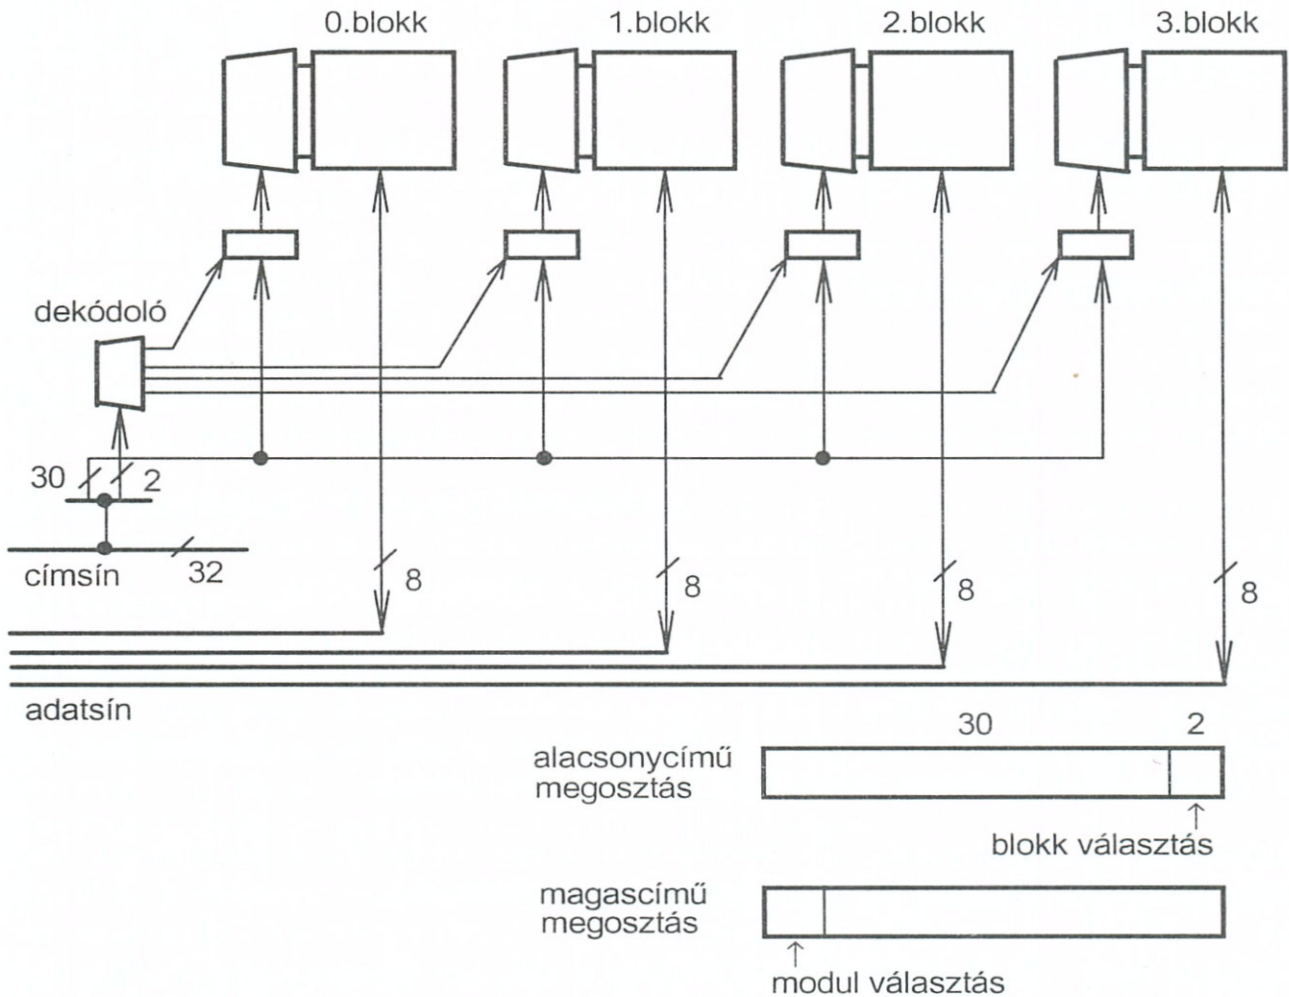 0.blokk
1.blokk
2.blokk
3.blokk
dekódoló
30
2
címsín
32
8
8
8
8
adatsín
30
2
alacsonycímű
megosztás
blokk választás
magascímű
megosztás
modul választás